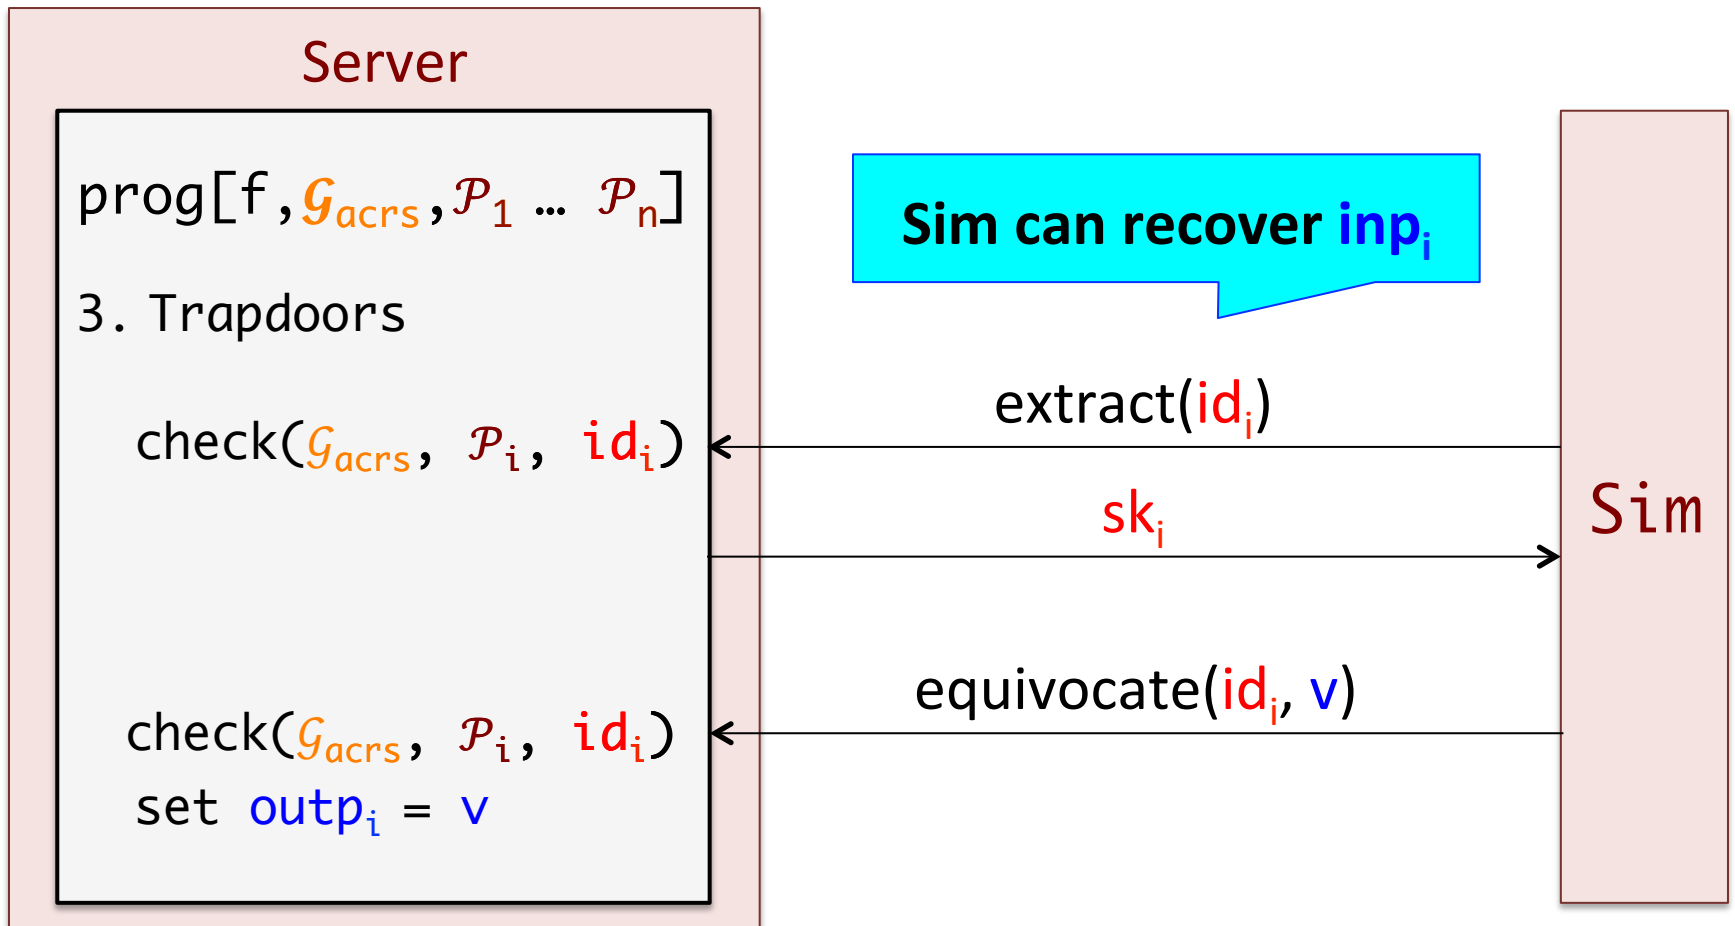 Server
prog[f,𝒢acrs,𝒫1 … 𝒫n]
Sim can recover inpi
3. Trapdoors
extract(idi)
check(𝒢acrs, 𝒫i, idi)
ski
Sim
equivocate(idi, v)
check(𝒢acrs, 𝒫i, idi)
set outpi = v